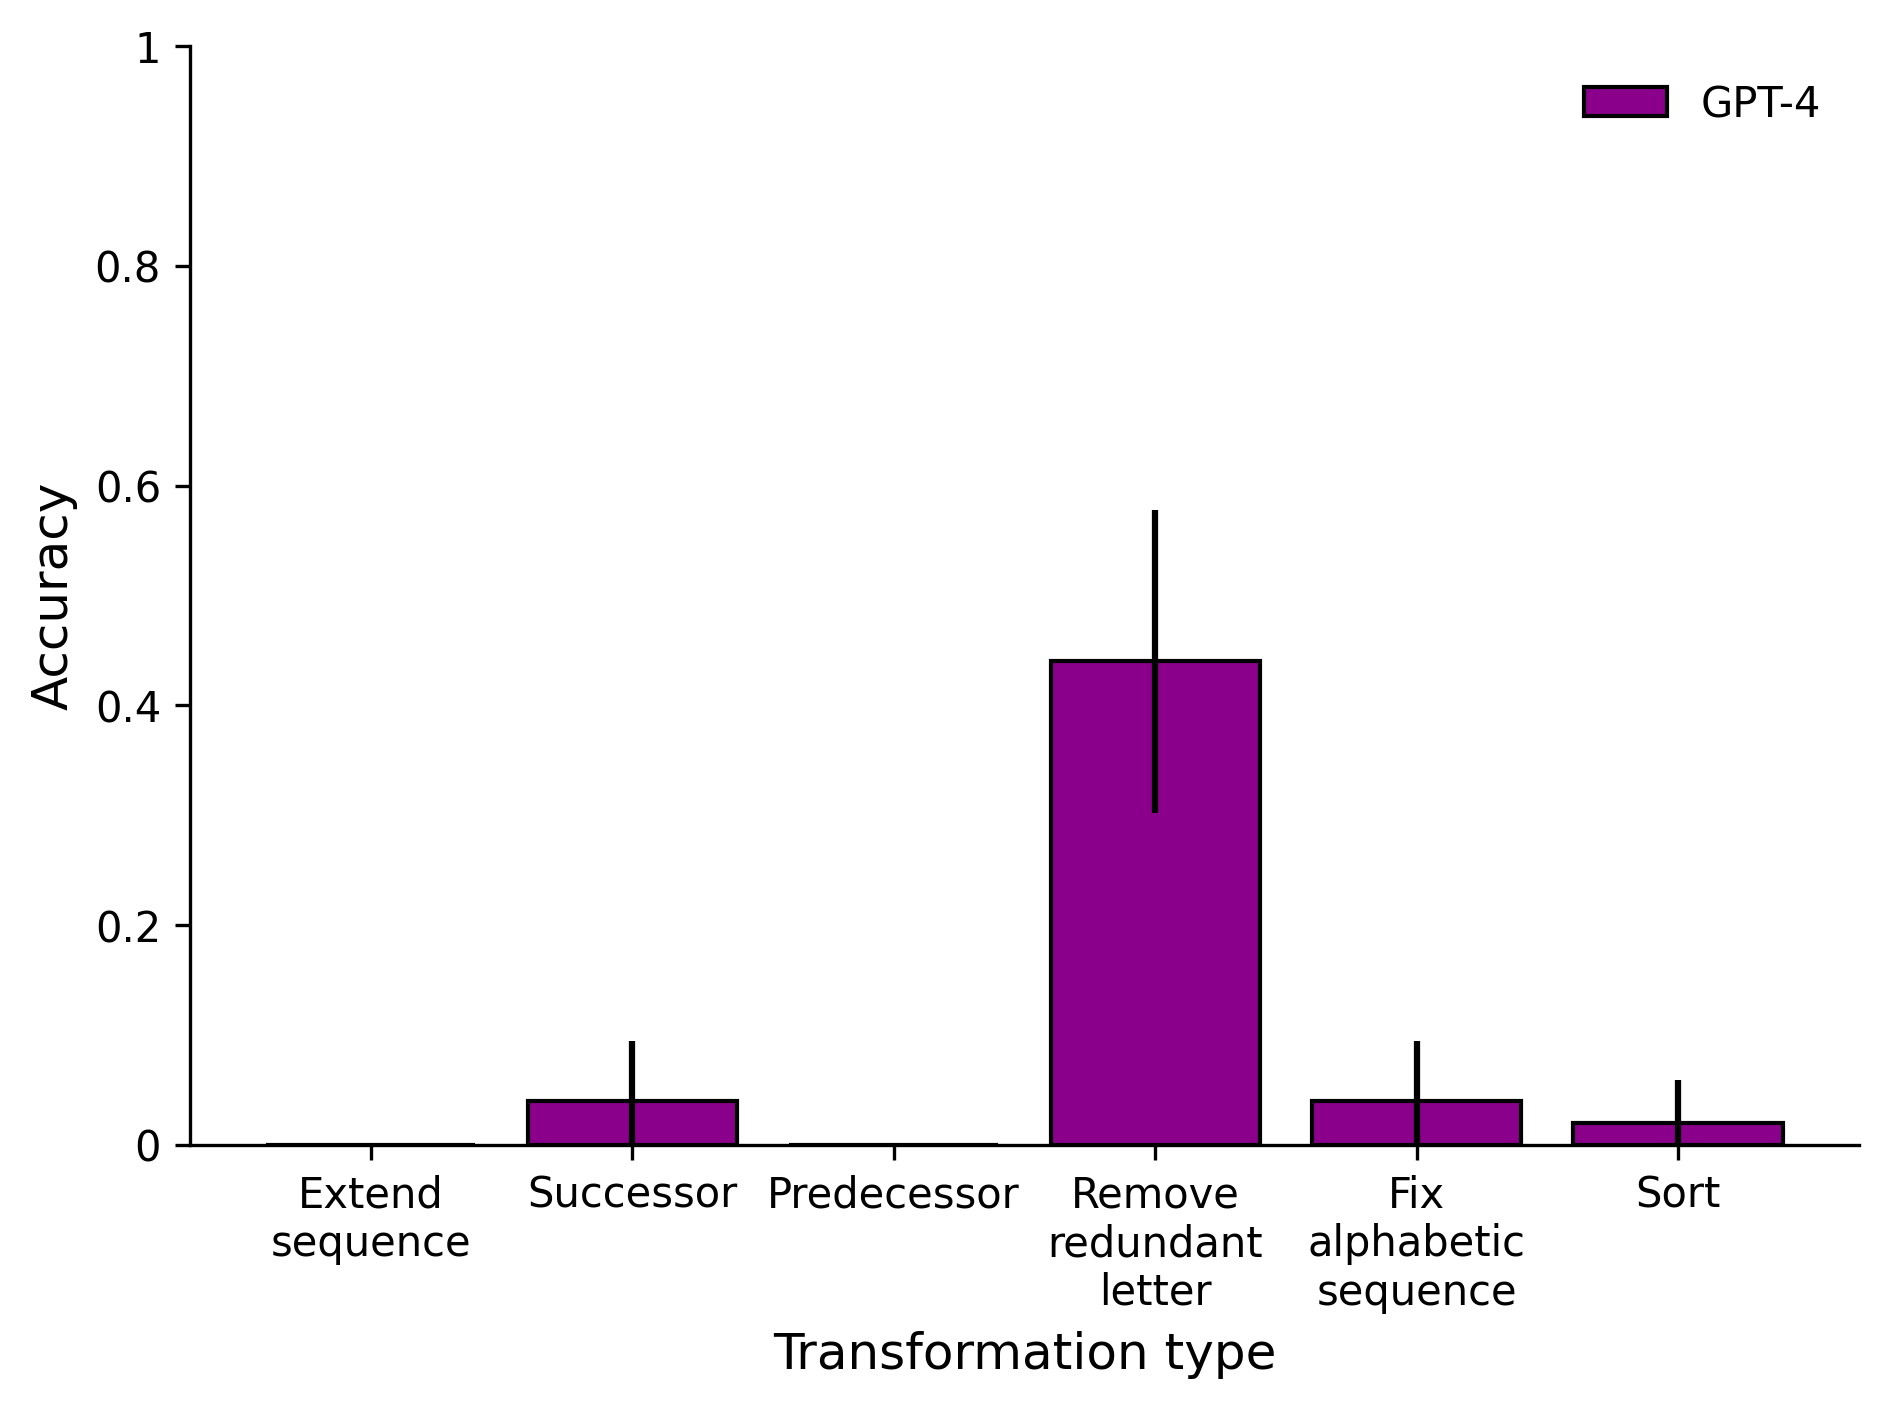 1
0.8
0.6
0.4
0.2
0
Accuracy
GPT-4
Extend
sequence
Successor
Predecessor
Remove
redundant
letter
Fix
alphabetic
sequence
Sort
Transformation type